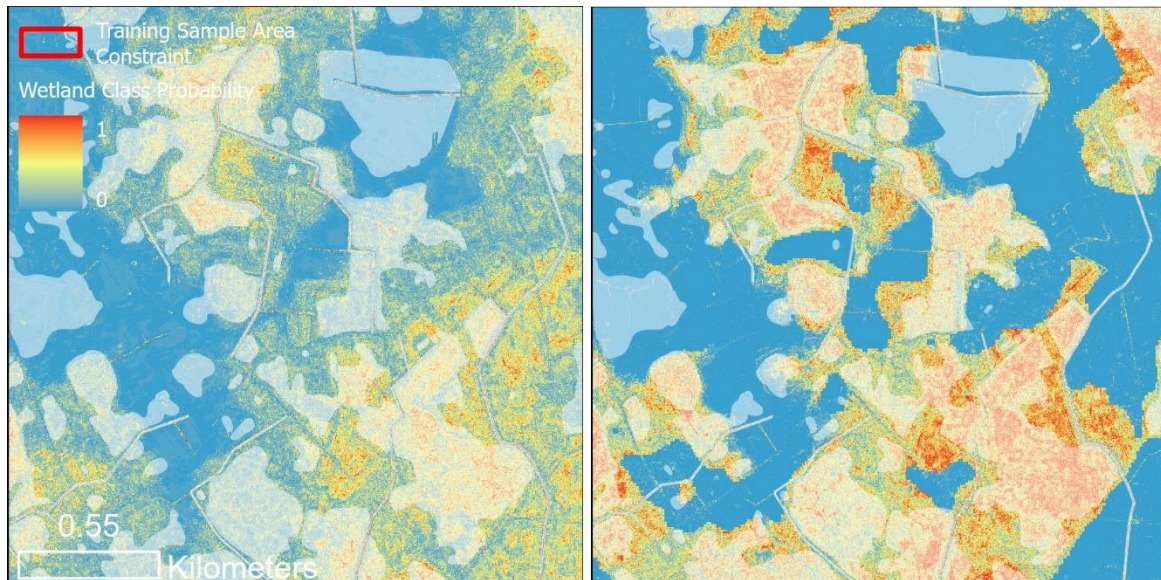 Training Sample Area
Constraint
Wetland Class Probability
1
0
0.55
Kilometers